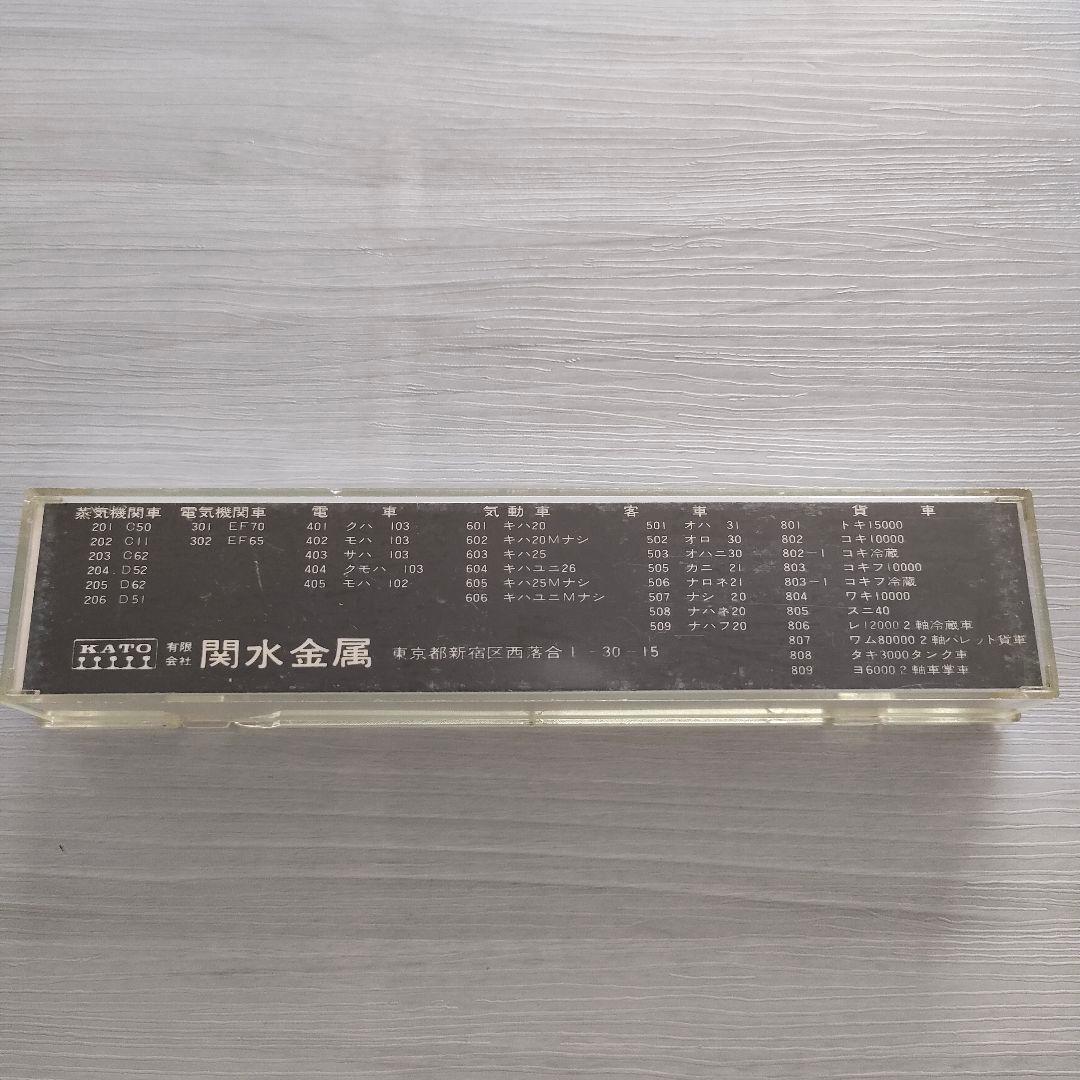 蒸気機関車 電気機関車 電 車 気動車 客 車 貨 車
201 C50 301 EF70 401 クハ 103 601 キハ20 501 オハ 31 801 トキ15000
202 C11 302 EF65 402 モハ 103 602 キハ20Mナシ 502 オロ 30 802 コキ10000
203 C62 403 サハ 103 603 キハ25 503 オハニ30 802-1 コキ冷蔵
204 D52 404 クモハ 103 604 キハユニ26 505 カニ 21 803 コキフ10000
205 D62 405 モハ 102 605 キハ25Mナシ 506 ナロネ21 803-1 コキフ冷蔵
206 D51 606 キハユニMナシ 507 ナシ 20 804 ワキ10000
508 ナハネ20 805 スニ40
509 ナハフ20 806 レ12000 2軸冷蔵車
807 ワム80000 2軸パレット貨車
808 タキ3000タンク車
809 ヨ6000 2軸車掌車
KATO 有限会社 関水金属 東京都新宿区西落合1-30-15